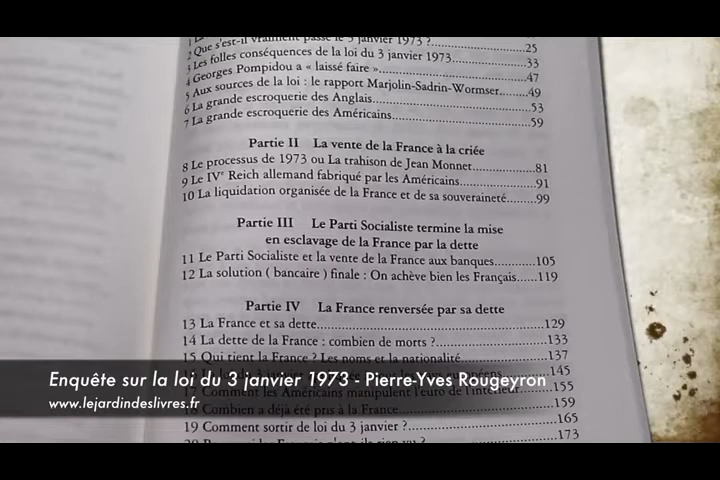 2 Que s'est-il vraiment passé le 3 janvier 1973 ?...25
3 Les folles conséquences de la loi du 3 janvier 1973...33
4 Georges Pompidou a « laissé faire »...47
5 Aux sources de la loi : le rapport Marjolin-Sadrin-Wormser...49
6 La grande escroquerie des Anglais...53
7 La grande escroquerie des Américains...59
Partie II La vente de la France à la criée
8 Le processus de 1973 ou La trahison de Jean Monnet...81
9 Le IVe Reich allemand fabriqué par les Américains...91
10 La liquidation organisée de la France et de sa souveraineté...99
Partie III Le Parti Socialiste termine la mise
en esclavage de la France par la dette
11 Le Parti Socialiste et la vente de la France aux banques...105
12 La solution ( bancaire ) finale : On achève bien les Français...119
Partie IV La France renversée par sa dette
13 La France et sa dette...129
14 La dette de la France : combien de morts ?...133
15 Qui tient la France ? Les noms et la nationalité...137
145
Enquête sur la loi du 3 janvier 1973 - Pierre-Yves Rougeyron
17 Comment les Américains manipulent l'euro de l'intérieur...155
www.lejardindeslivres.fr
18 Combien a déjà été pris à la France...159
19 Comment sortir de loi du 3 janvier ?...165
173